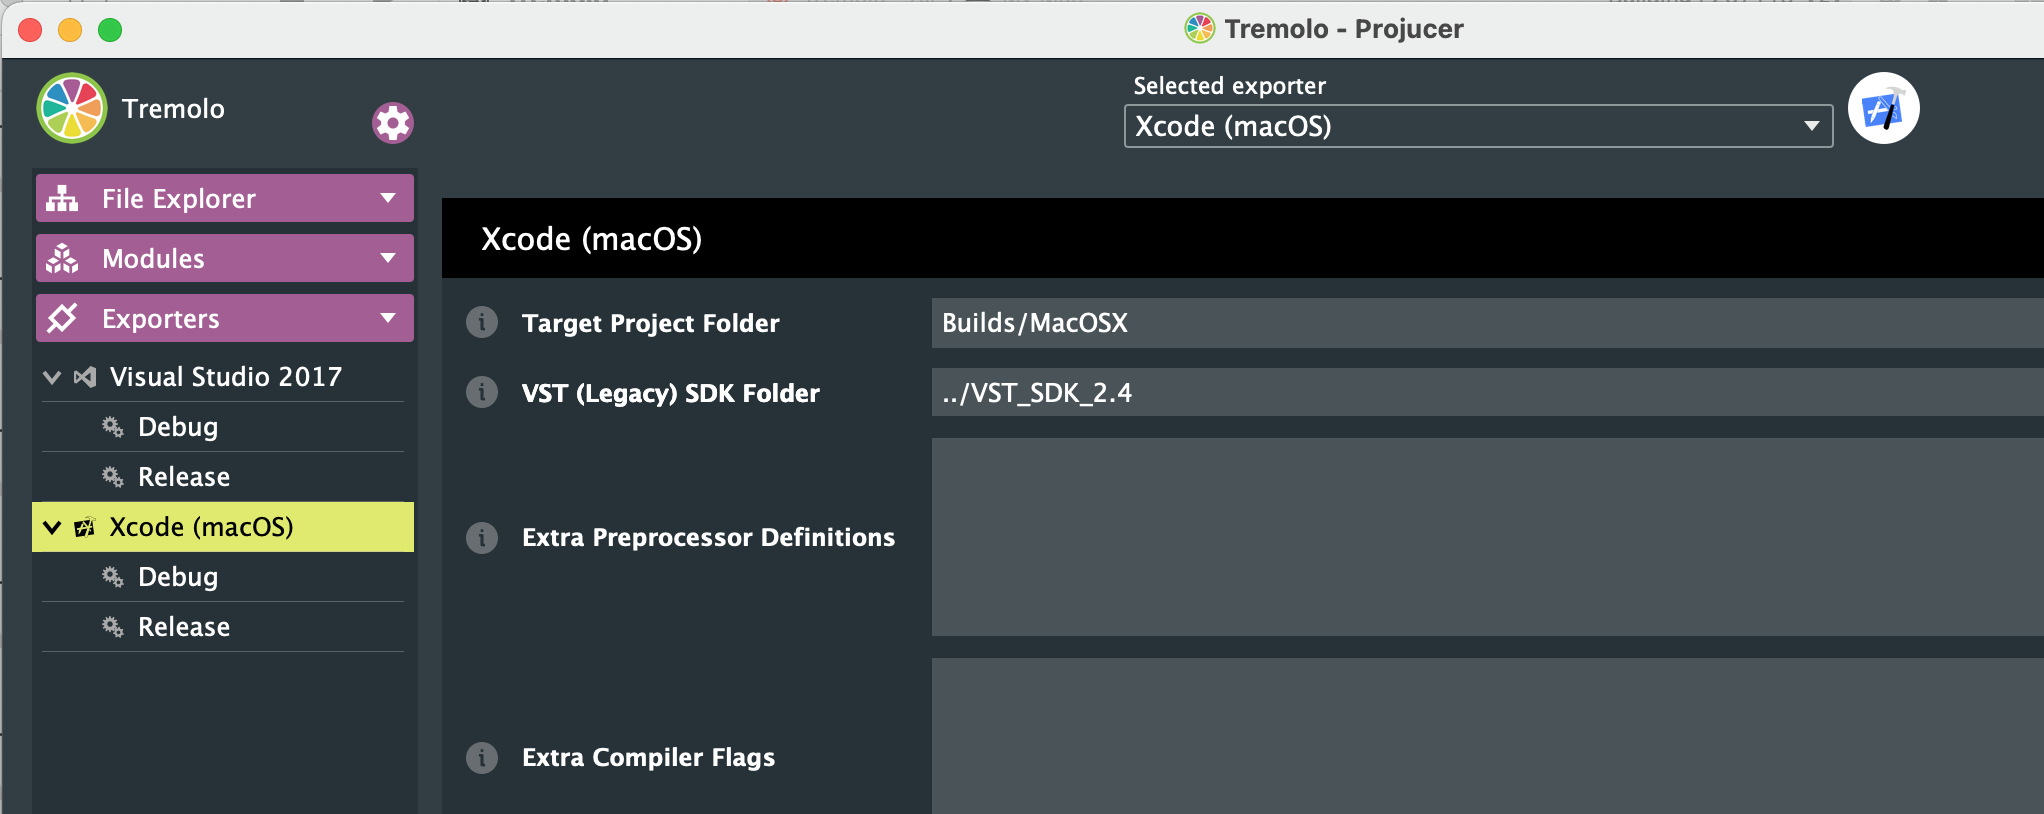 Tremolo - Projucer
Tremolo
Selected exporter
Xcode (macOS)
File Explorer
Modules
Exporters
Visual Studio 2017
Debug
Release
Xcode (macOS)
Debug
Release
Xcode (macOS)
Target Project Folder
Builds/MacOSX
VST (Legacy) SDK Folder
../VST_SDK_2.4
Extra Preprocessor Definitions
Extra Compiler Flags